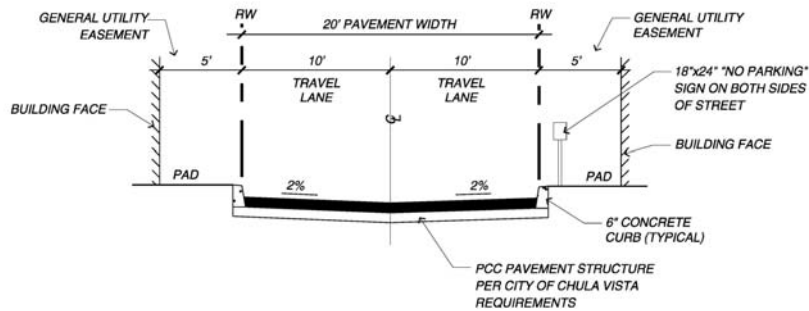 RW
RW
GENERAL UTILITY
EASEMENT
20' PAVEMENT WIDTH
GENERAL UTILITY
EASEMENT
5'
10'
10'
5'
TRAVEL
LANE
TRAVEL
LANE
18"x24" "NO PARKING"
SIGN ON BOTH SIDES
OF STREET
BUILDING FACE
BUILDING FACE
℄
PAD
PAD
2%
2%
6" CONCRETE
CURB (TYPICAL)
PCC PAVEMENT STRUCTURE
PER CITY OF CHULA VISTA
REQUIREMENTS